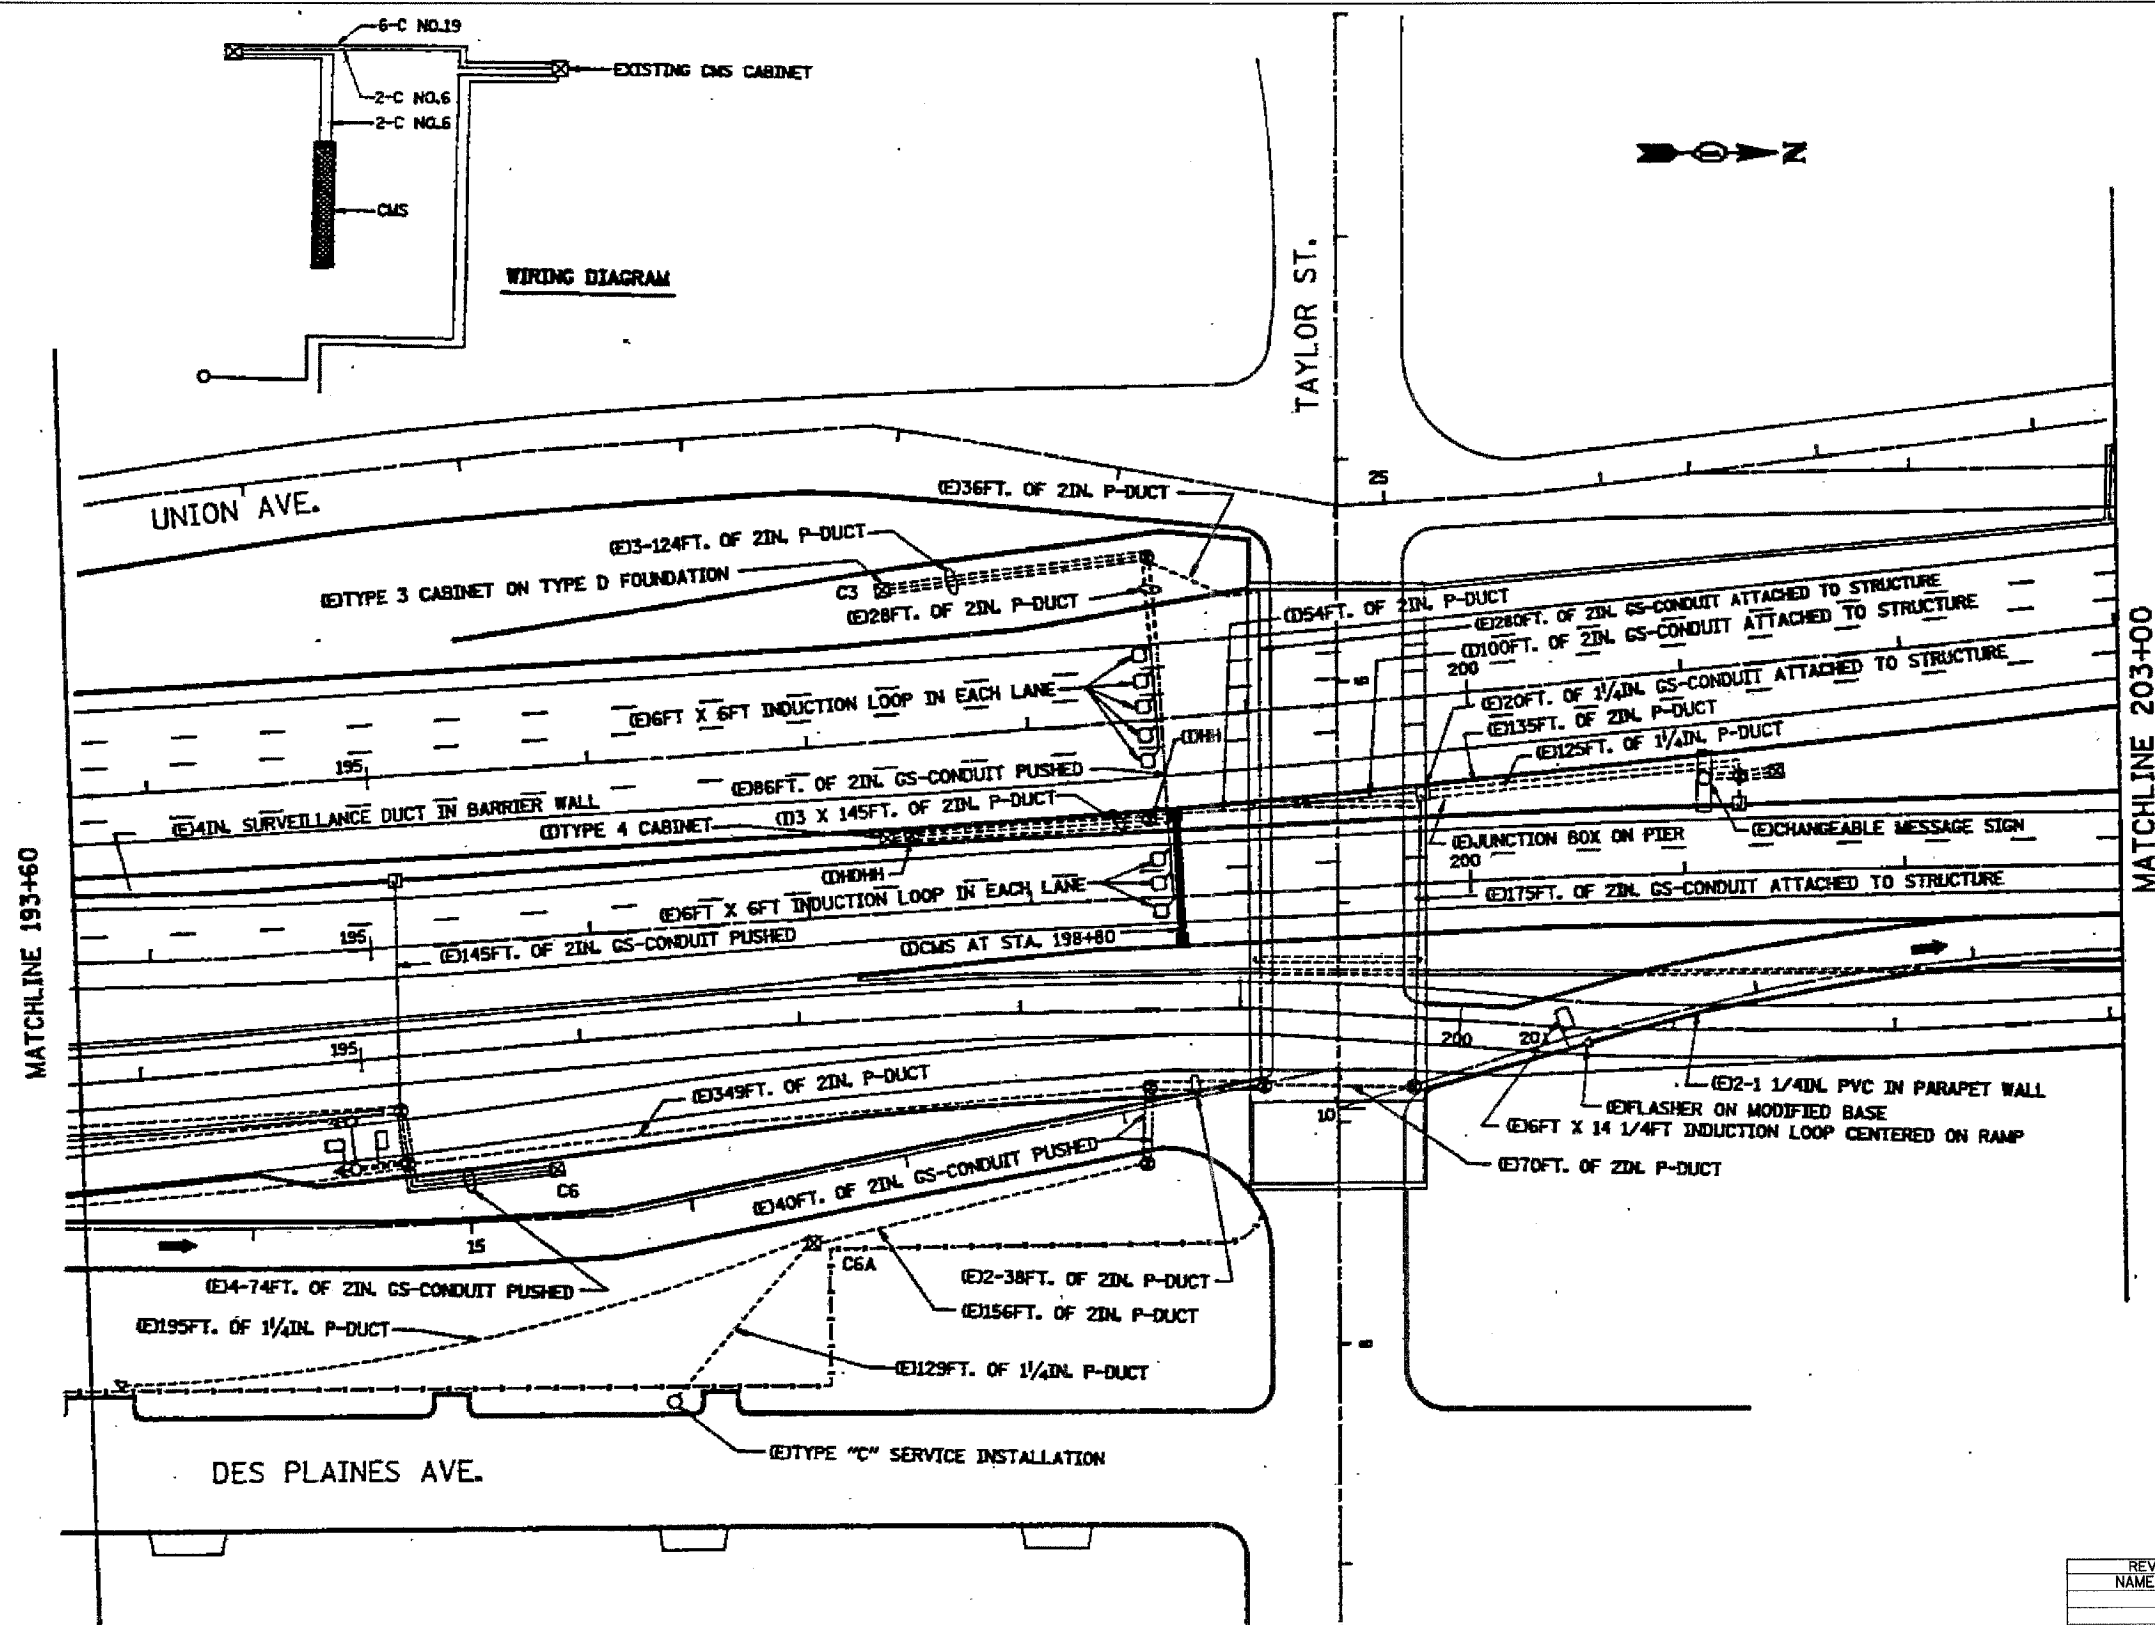 6-C NO.19
EXISTING CMS CABINET
2-C NO.6
2-C NO.6
CMS
WIRING DIAGRAM
N
TAYLOR ST.
25
UNION AVE.
(E)36FT. OF 2IN. P-DUCT
(E)3-124FT. OF 2IN. P-DUCT
(E)TYPE 3 CABINET ON TYPE D FOUNDATION
C3
(E)28FT. OF 2IN. P-DUCT
(I)54FT. OF 2IN. P-DUCT
(E)280FT. OF 2IN. GS-CONDUIT ATTACHED TO STRUCTURE
(I)100FT. OF 2IN. GS-CONDUIT ATTACHED TO STRUCTURE
200
(E)20FT. OF 1¼IN. GS-CONDUIT ATTACHED TO STRUCTURE
(E)6FT X 6FT INDUCTION LOOP IN EACH LANE
(E)135FT. OF 2IN. P-DUCT
(E)125FT. OF 1¼IN. P-DUCT
(I)HH
195
(E)86FT. OF 2IN. GS-CONDUIT PUSHED
(E)4IN. SURVEILLANCE DUCT IN BARRIER WALL
(I)3 X 145FT. OF 2IN. P-DUCT
(I)TYPE 4 CABINET
(E)CHANGEABLE MESSAGE SIGN
(E)JUNCTION BOX ON PIER
200
(I)HDHH
(E)6FT X 6FT INDUCTION LOOP IN EACH LANE
(E)175FT. OF 2IN. GS-CONDUIT ATTACHED TO STRUCTURE
195
(E)145FT. OF 2IN. GS-CONDUIT PUSHED
(I)CMS AT STA. 198+80
MATCHLINE 193+60
MATCHLINE 203+00
195
200
201
(E)349FT. OF 2IN. P-DUCT
(E)2-1 1/4IN. PVC IN PARAPET WALL
(E)FLASHER ON MODIFIED BASE
10
(E)6FT X 14 1/4FT INDUCTION LOOP CENTERED ON RAMP
(E)70FT. OF 2IN. P-DUCT
C6
(E)40FT. OF 2IN. GS-CONDUIT PUSHED
15
C6A
(E)4-74FT. OF 2IN. GS-CONDUIT PUSHED
(E)2-38FT. OF 2IN. P-DUCT
(E)156FT. OF 2IN. P-DUCT
(E)195FT. OF 1¼IN. P-DUCT
(E)129FT. OF 1¼IN. P-DUCT
(E)TYPE "C" SERVICE INSTALLATION
DES PLAINES AVE.
REV
NAME